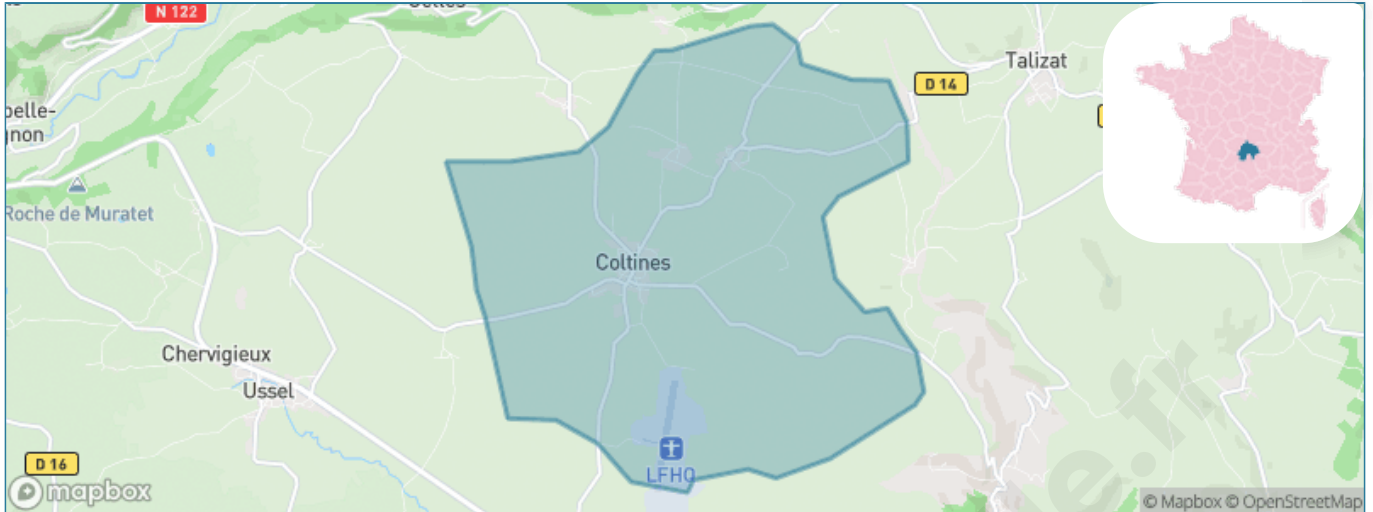 N 122
Talizat
D 14
Roche de Muratet
Coltines
Chervigieux
Ussel
LFHQ
D 16
mapbox
© Mapbox © OpenStreetMap